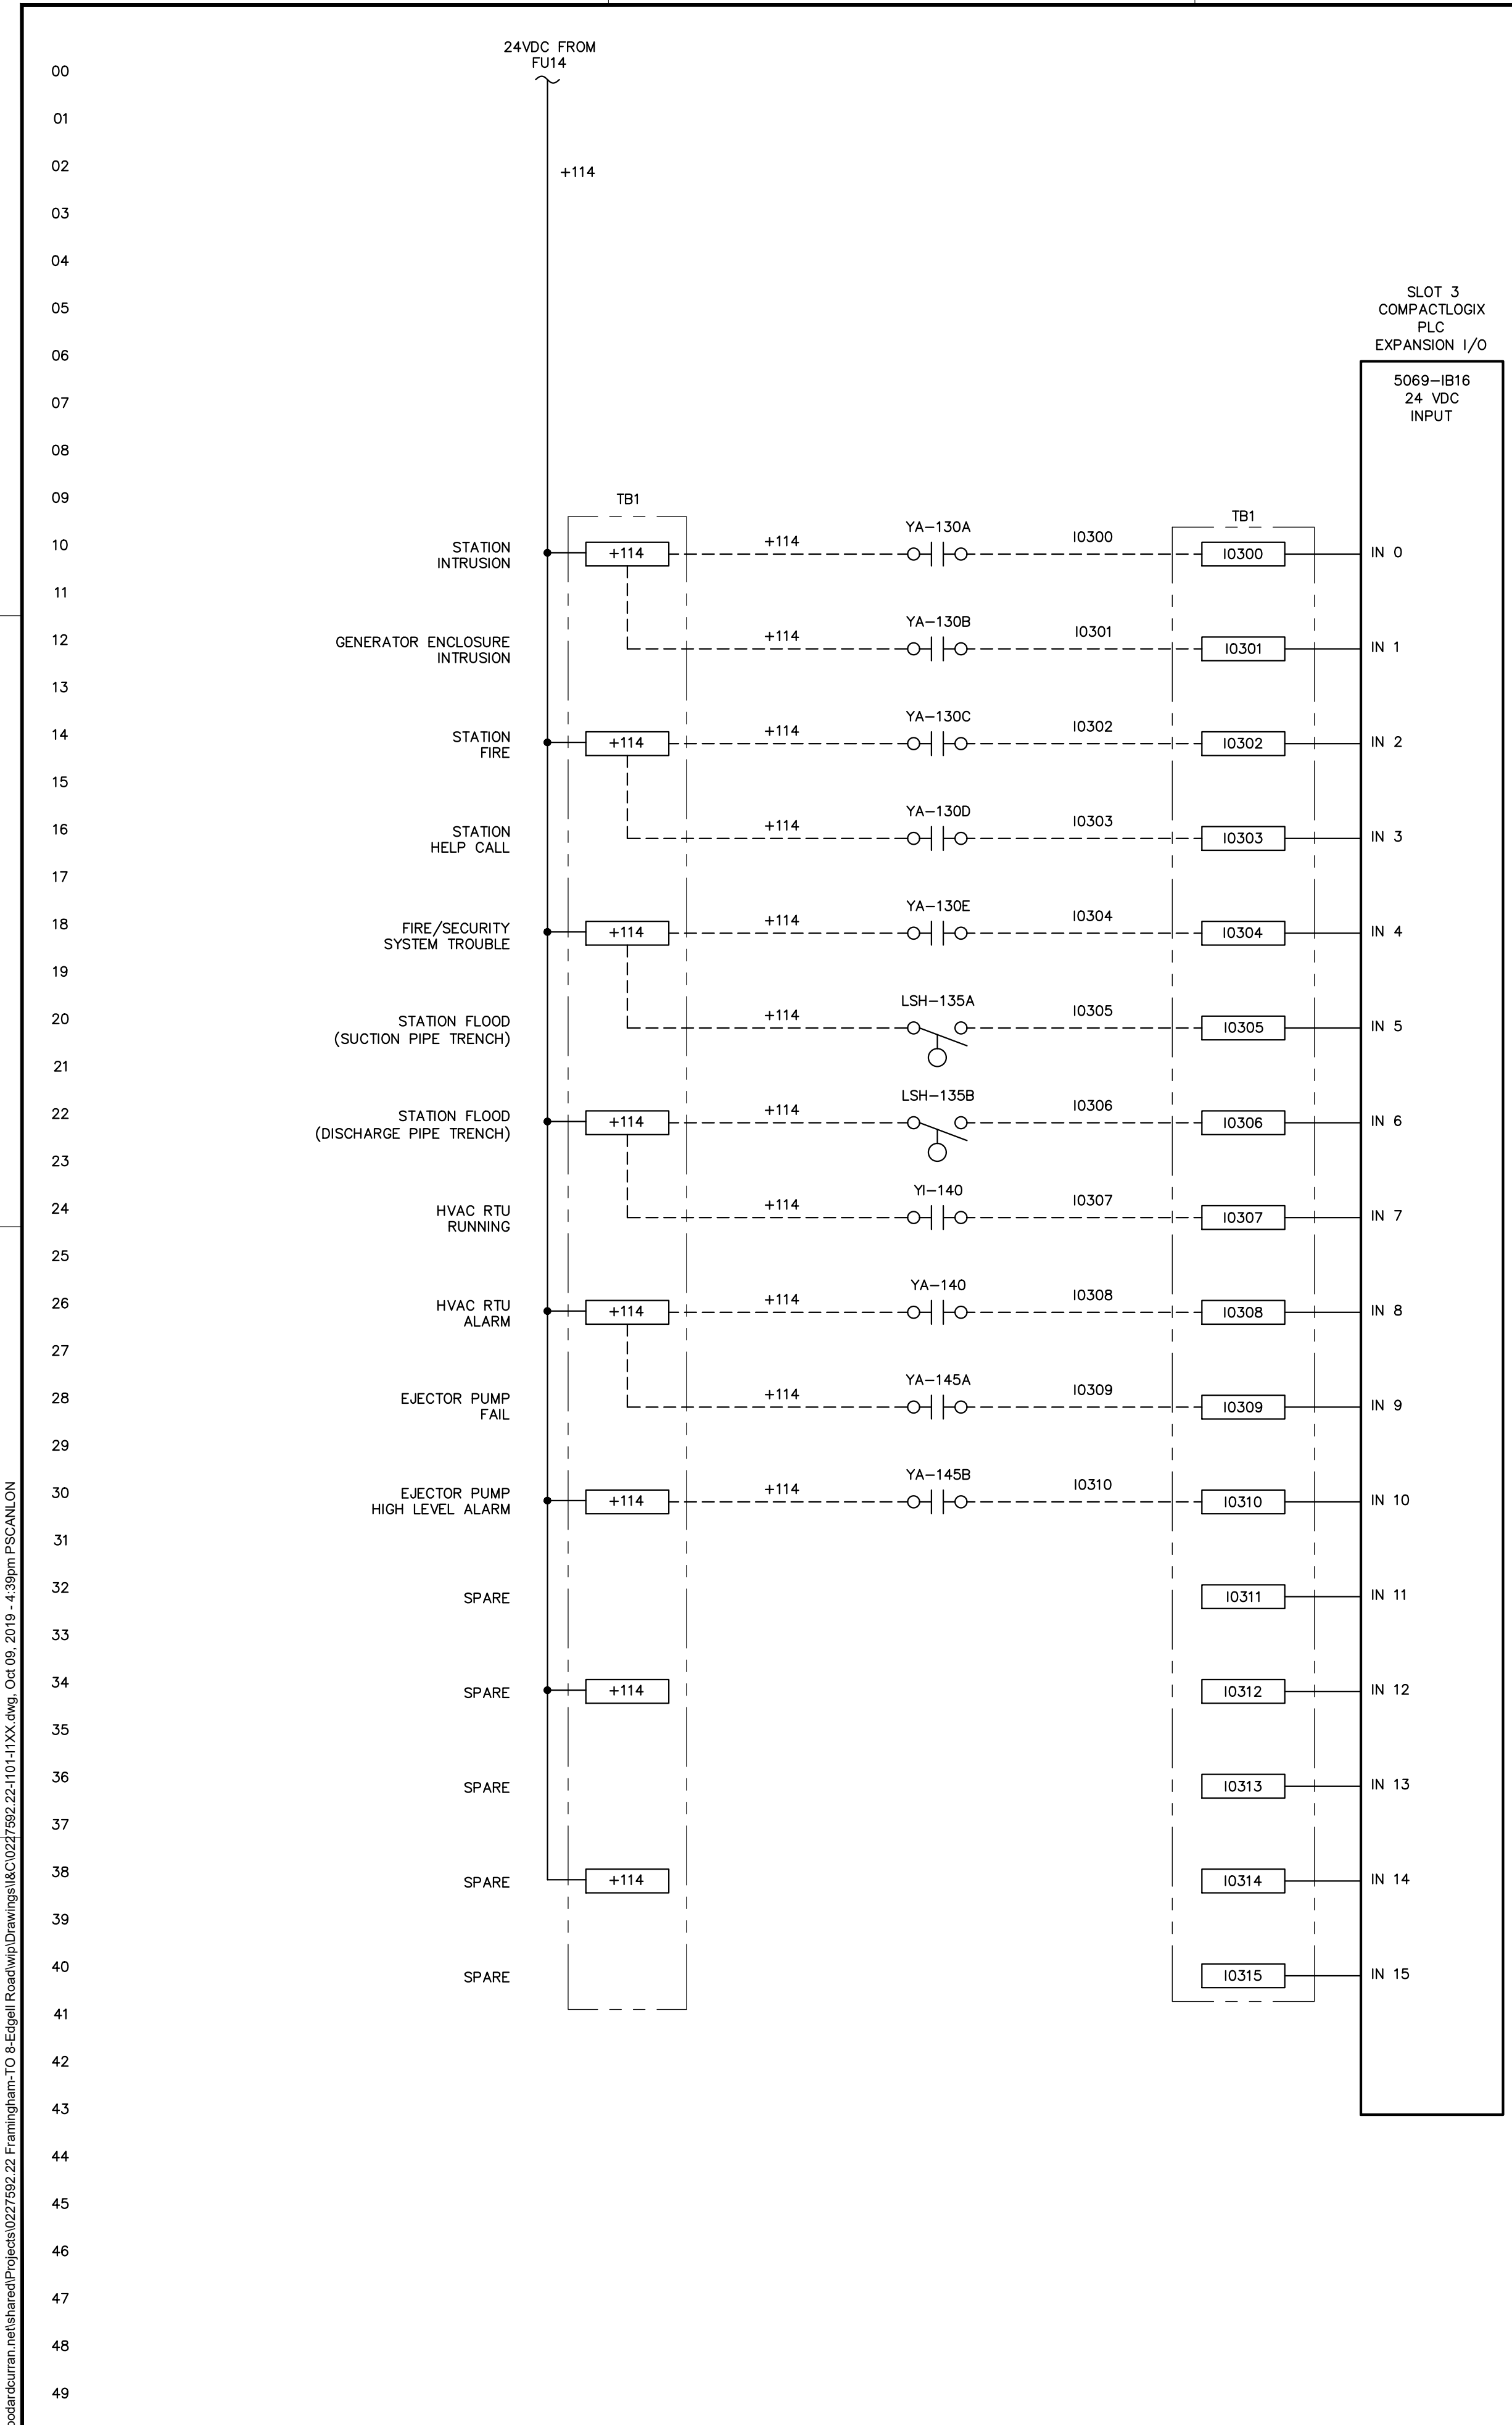 24VDC FROM
FU14
00
01
02
+114
03
04
05
SLOT 3
COMPACTLOGIX
PLC
EXPANSION I/O
06
5069-IB16
24 VDC
INPUT
07
08
09
TB1
TB1
10
STATION
INTRUSION
+114
+114
YA-130A
I0300
I0300
IN 0
11
12
GENERATOR ENCLOSURE
INTRUSION
+114
YA-130B
I0301
I0301
IN 1
13
14
STATION
FIRE
+114
+114
YA-130C
I0302
I0302
IN 2
15
16
STATION
HELP CALL
+114
YA-130D
I0303
I0303
IN 3
17
18
FIRE/SECURITY
SYSTEM TROUBLE
+114
+114
YA-130E
I0304
I0304
IN 4
19
20
STATION FLOOD
(SUCTION PIPE TRENCH)
+114
LSH-135A
I0305
I0305
IN 5
21
22
STATION FLOOD
(DISCHARGE PIPE TRENCH)
+114
+114
LSH-135B
I0306
I0306
IN 6
23
24
HVAC RTU
RUNNING
+114
YI-140
I0307
I0307
IN 7
25
26
HVAC RTU
ALARM
+114
+114
YA-140
I0308
I0308
IN 8
27
28
EJECTOR PUMP
FAIL
+114
YA-145A
I0309
I0309
IN 9
29
30
EJECTOR PUMP
HIGH LEVEL ALARM
+114
+114
YA-145B
I0310
I0310
IN 10
31
32
SPARE
I0311
IN 11
33
34
SPARE
+114
I0312
IN 12
35
36
SPARE
I0313
IN 13
37
38
SPARE
+114
I0314
IN 14
39
40
SPARE
I0315
IN 15
41
42
43
44
45
46
47
48
49
oodardcurran.net\shared\Projects\0227592.22 Framingham-TO 8-Edgell Road\wip\Drawings\I&C\0227592.22-I101-I1XX.dwg, Oct 09, 2019 - 4:39pm PSCANLON